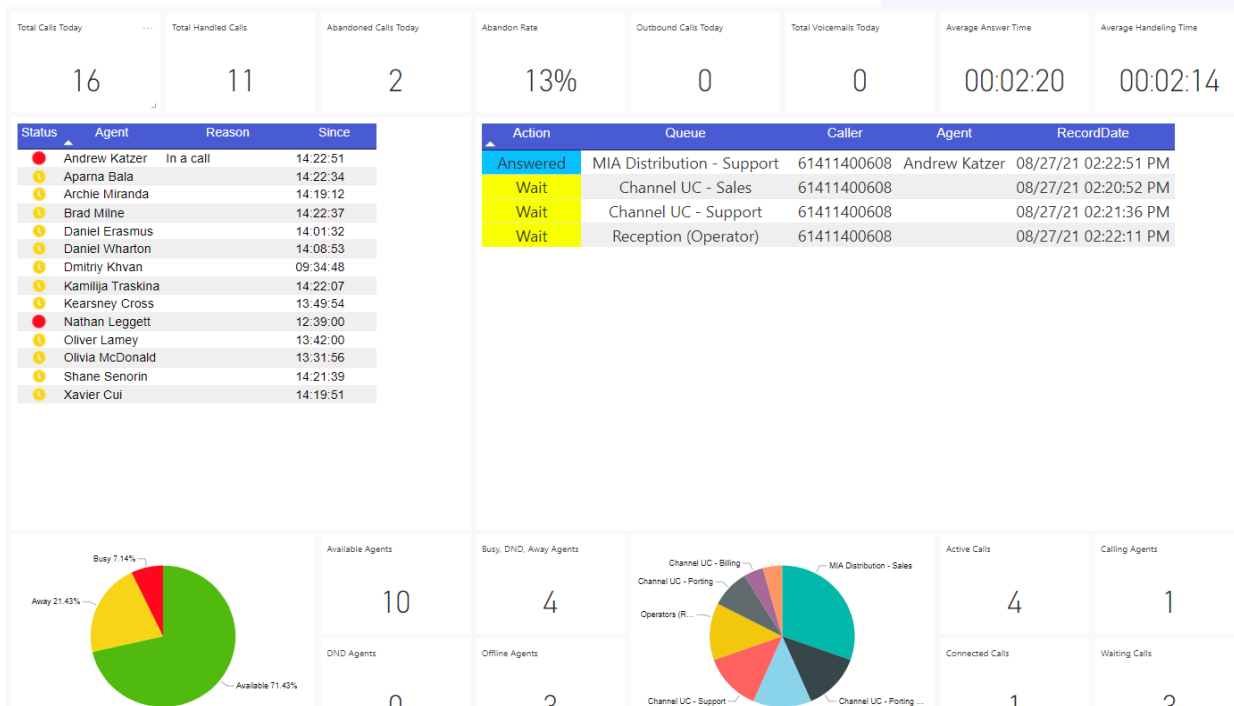 Total Calls Today ... Total Handled Calls Abandoned Calls Today Abandon Rate Outbound Calls Today Total Voicemails Today Average Answer Time Average Handeling Time
16 11 2 13% 0 0 00:02:20 00:02:14
Status Agent Reason Since
Andrew Katzer In a call 14:22:51
Aparna Bala 14:22:34
Archie Miranda 14:19:12
Brad Milne 14:22:37
Daniel Erasmus 14:01:32
Daniel Wharton 14:08:53
Dmitriy Khvan 09:34:48
Kamilija Traskina 14:22:07
Kearsney Cross 13:49:54
Nathan Leggett 12:39:00
Oliver Lamey 13:42:00
Olivia McDonald 13:31:56
Shane Senorin 14:21:39
Xavier Cui 14:19:51
Action Queue Caller Agent RecordDate
Answered MIA Distribution - Support 61411400608 Andrew Katzer 08/27/21 02:22:51 PM
Wait Channel UC - Sales 61411400608 08/27/21 02:20:52 PM
Wait Channel UC - Support 61411400608 08/27/21 02:21:36 PM
Wait Reception (Operator) 61411400608 08/27/21 02:22:11 PM
Busy 7.14%
Away 21.43%
Available 71.43%
Available Agents
10
Busy, DND, Away Agents
4
DND Agents
Offline Agents
Channel UC - Billing
MIA Distribution - Sales
Channel UC - Porting
Operators (R...
Channel UC - Support
Channel UC - Porting ...
Active Calls
4
Calling Agents
1
Connected Calls
Waiting Calls